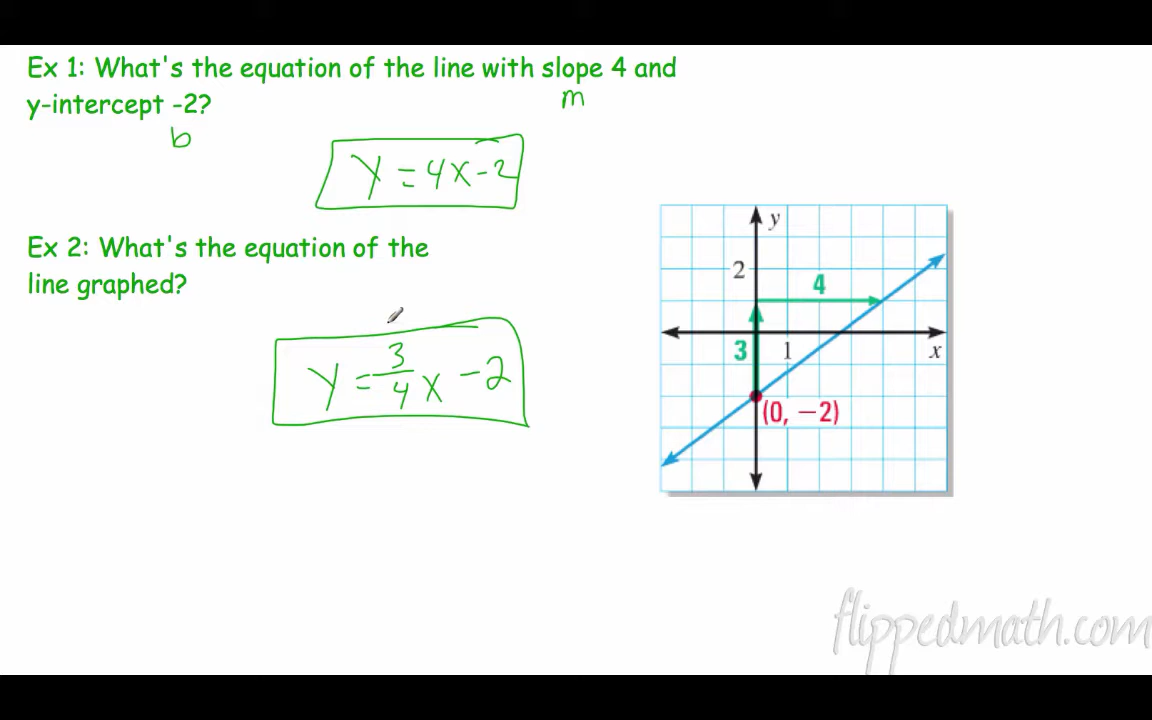 Ex 1: What's the equation of the line with slope 4 and
y-intercept -2?
m
b
y = 4x - 2
Ex 2: What's the equation of the
line graphed?
y = 3/4 x - 2
y
2
4
3
1
x
(0, −2)
flippedmath.com